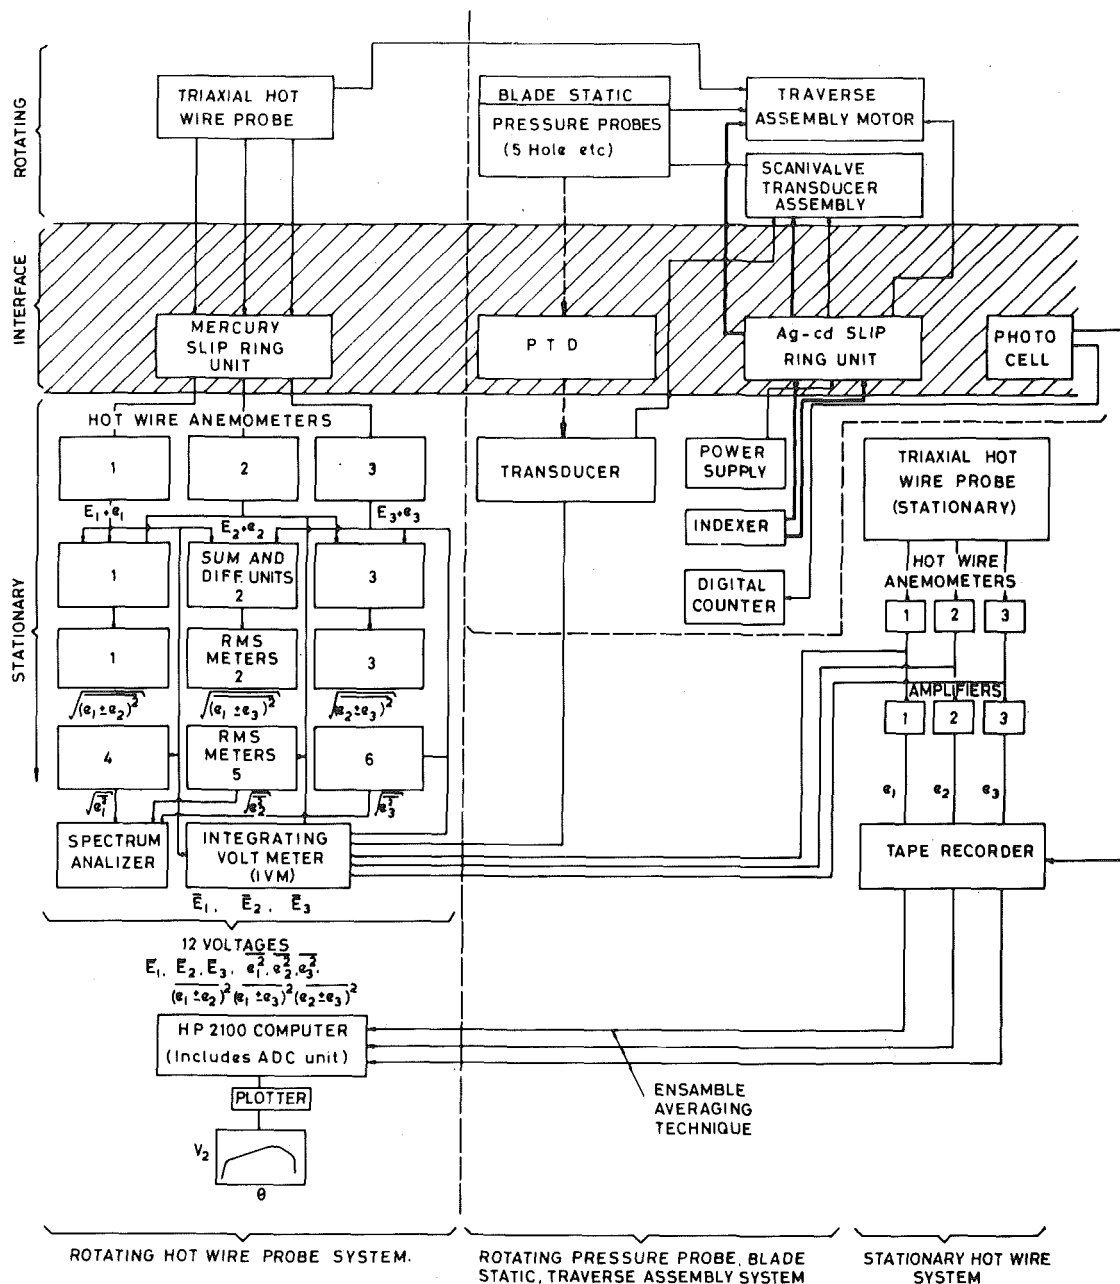 ROTATING
TRIAXIAL HOT
WIRE PROBE
BLADE STATIC
PRESSURE PROBES
(5 Hole etc)
TRAVERSE
ASSEMBLY MOTOR
SCANIVALVE
TRANSDUCER
ASSEMBLY
INTERFACE
MERCURY
SLIP RING
UNIT
P T D
Ag-cd SLIP
RING UNIT
PHOTO
CELL
STATIONARY
HOT WIRE ANEMOMETERS
1
2
3
TRANSDUCER
POWER
SUPPLY
INDEXER
DIGITAL
COUNTER
TRIAXIAL HOT
WIRE PROBE
(STATIONARY)
E₁+e₁
E₂+e₂
E₃+e₃
1
SUM AND
DIFF. UNITS
2
3
HOT WIRE
ANEMOMETERS
1
2
3
1
RMS
METERS
2
3
√(e₁±e₂)²
√(e₁±e₃)²
√(e₂±e₃)²
AMPLIFIERS
1
2
3
4
RMS
METERS
5
6
√e₁²
√e₂²
√e₃²
e₁
e₂
e₃
SPECTRUM
ANALIZER
INTEGRATING
VOLT METER
(IVM)
TAPE RECORDER
E̅₁, E̅₂, E̅₃
12 VOLTAGES
E̅₁, E̅₂, E̅₃, e₁², e₂², e₃²,
(e₁±e₂)² (e₁±e₃)² (e₂±e₃)²
HP 2100 COMPUTER
(Includes ADC unit)
PLOTTER
V₂
θ
ENSAMBLE
AVERAGING
TECHNIQUE
ROTATING HOT WIRE PROBE SYSTEM.
ROTATING PRESSURE PROBE, BLADE
STATIC, TRAVERSE ASSEMBLY SYSTEM
STATIONARY HOT WIRE
SYSTEM